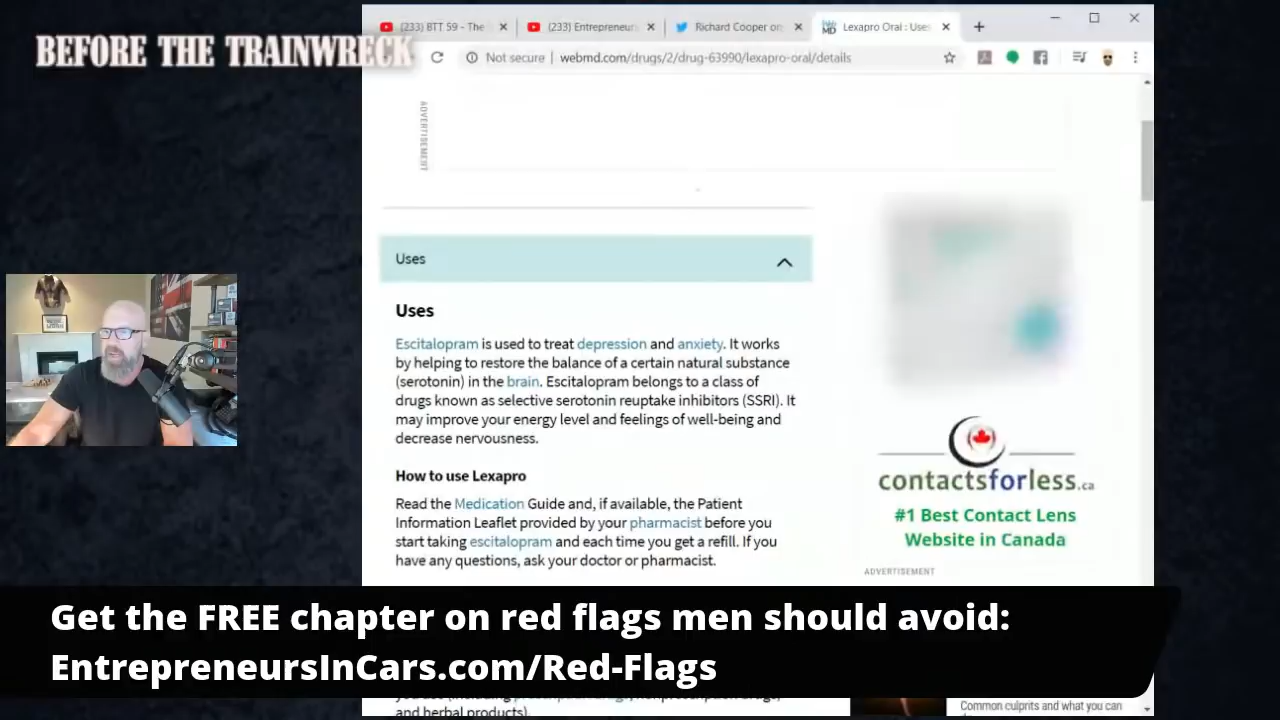 BEFORE THE TRAINWRECK
(233) BTT 59 - The
(233) Entrepreneur
Richard Cooper on
Lexapro Oral : Uses
Not secure | webmd.com/drugs/2/drug-63990/lexapro-oral/details
ADVERTISEMENT
Uses
Uses
Escitalopram is used to treat depression and anxiety. It works
by helping to restore the balance of a certain natural substance
(serotonin) in the brain. Escitalopram belongs to a class of
drugs known as selective serotonin reuptake inhibitors (SSRI). It
may improve your energy level and feelings of well-being and
decrease nervousness.
How to use Lexapro
Read the Medication Guide and, if available, the Patient
Information Leaflet provided by your pharmacist before you
start taking escitalopram and each time you get a refill. If you
have any questions, ask your doctor or pharmacist.
contactsforless.ca
#1 Best Contact Lens
Website in Canada
ADVERTISEMENT
Get the FREE chapter on red flags men should avoid:
EntrepreneursInCars.com/Red-Flags
and herbal products).
Common culprits and what you can